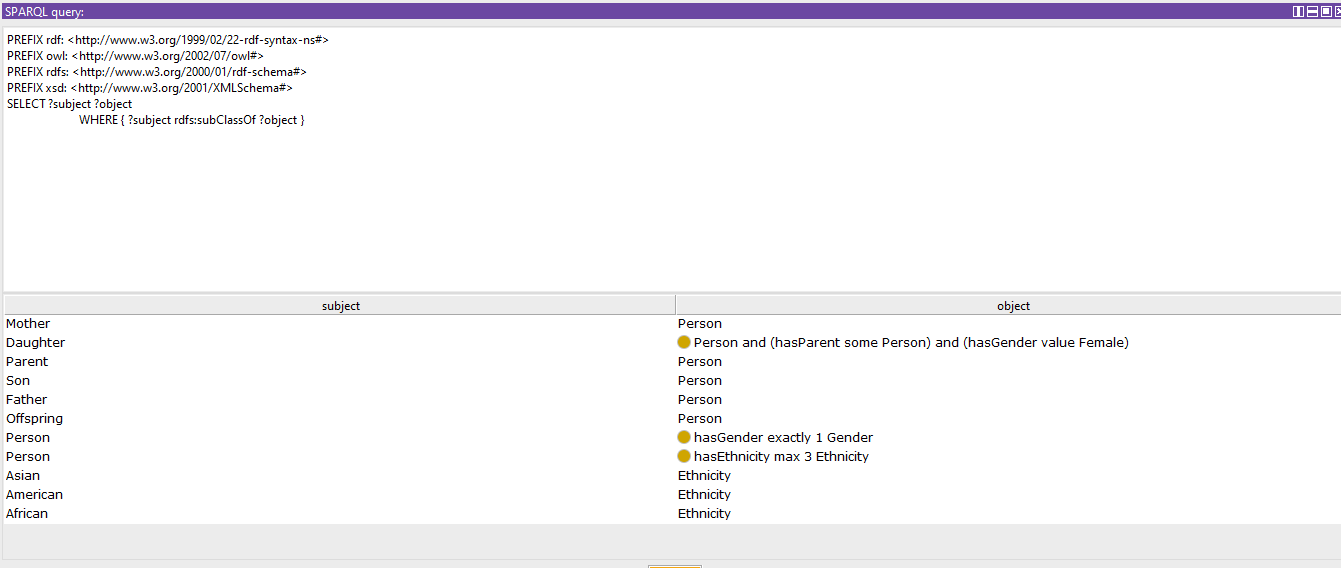 SPARQL query:
PREFIX rdf: <http://www.w3.org/1999/02/22-rdf-syntax-ns#>
PREFIX owl: <http://www.w3.org/2002/07/owl#>
PREFIX rdfs: <http://www.w3.org/2000/01/rdf-schema#>
PREFIX xsd: <http://www.w3.org/2001/XMLSchema#>
SELECT ?subject ?object
WHERE { ?subject rdfs:subClassOf ?object }
subject object
Mother Person
Daughter Person and (hasParent some Person) and (hasGender value Female)
Parent Person
Son Person
Father Person
Offspring Person
Person hasGender exactly 1 Gender
Person hasEthnicity max 3 Ethnicity
Asian Ethnicity
American Ethnicity
African Ethnicity